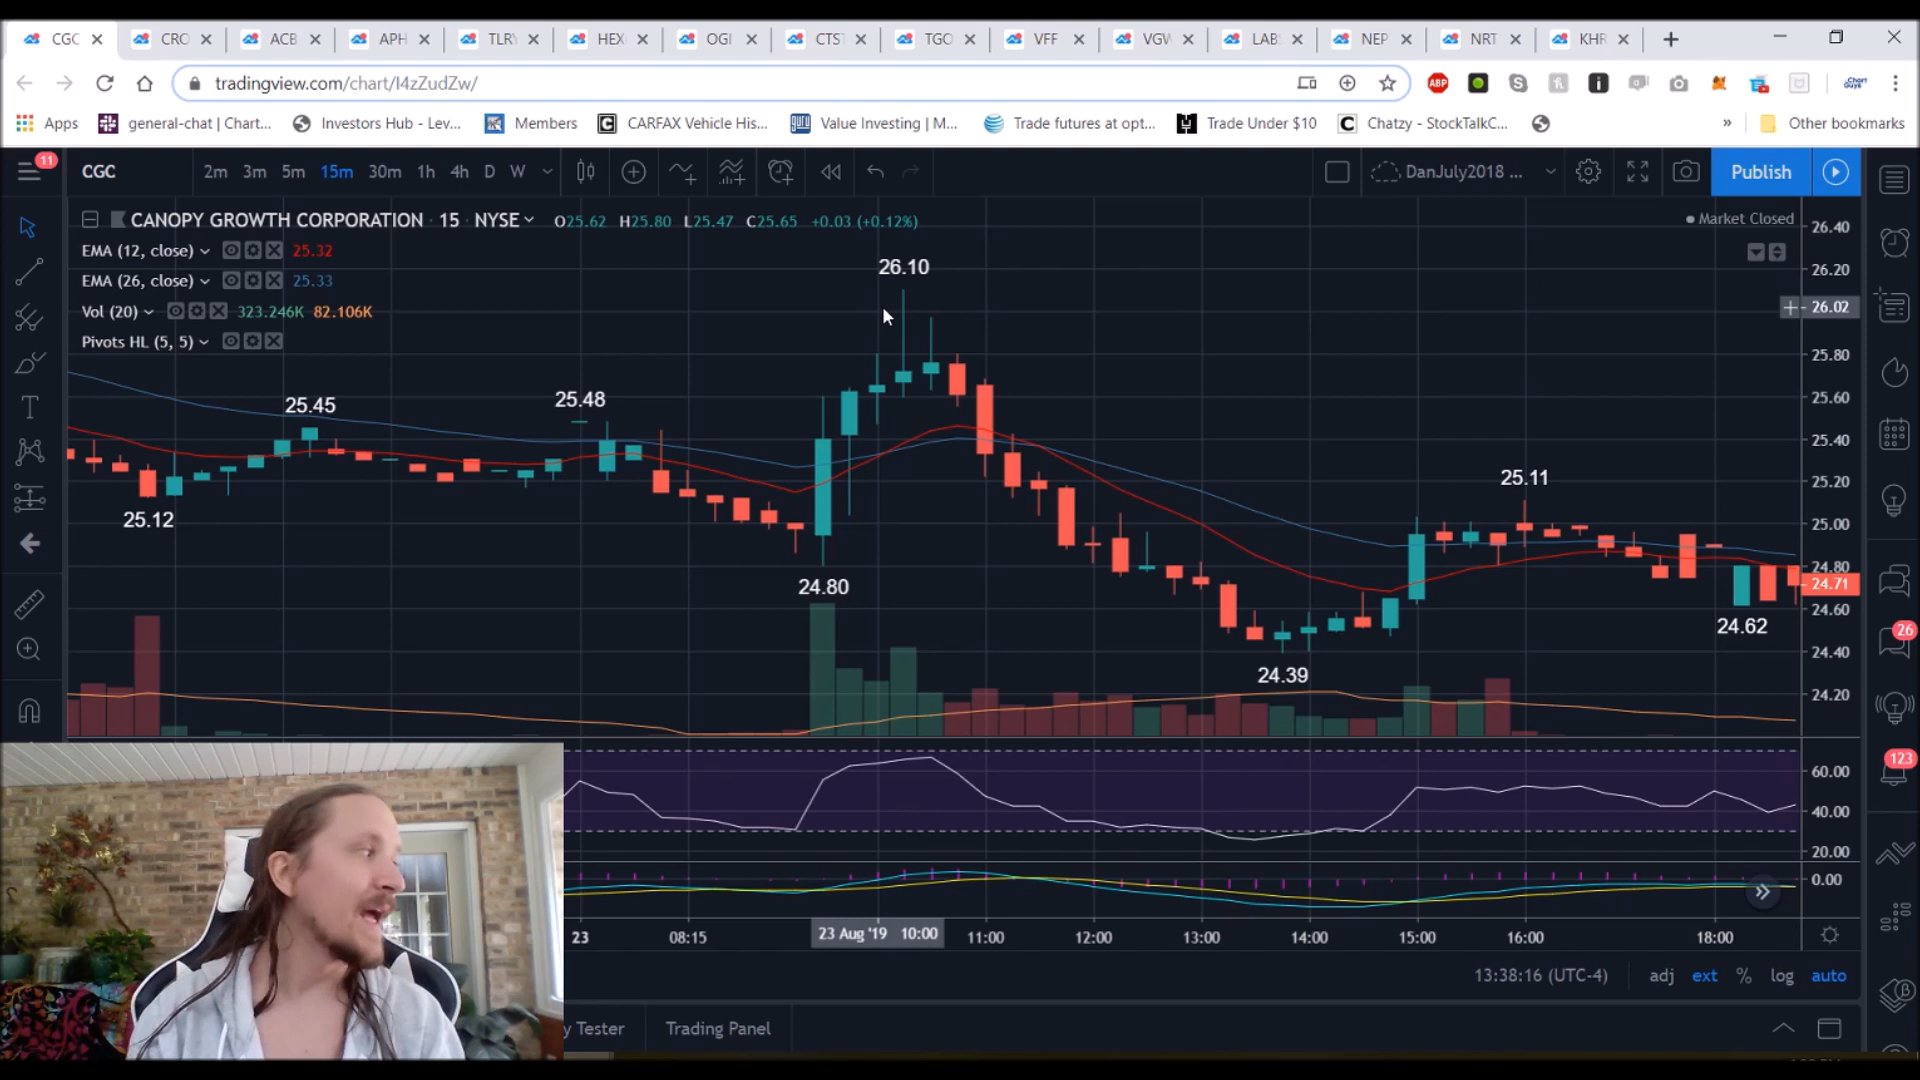 CGC CRO ACB APH TLRY HEX OGI CTST TGO VFF VGW LABS NEP NRT KHR
tradingview.com/chart/I4zZudZw/
ABP
Apps general-chat | Chart... Investors Hub - Lev... Members CARFAX Vehicle His... Value Investing | M... Trade futures at opt... Trade Under $10 Chatzy - StockTalkC... » Other bookmarks
11 CGC 2m 3m 5m 15m 30m 1h 4h D W DanJuly2018 ... Publish
CANOPY GROWTH CORPORATION · 15 · NYSE O25.62 H25.80 L25.47 C25.65 +0.03 (+0.12%) Market Closed
EMA (12, close) 25.32
EMA (26, close) 25.33
Vol (20) 323.246K 82.106K
Pivots HL (5, 5)
26.10
25.45
25.48
25.12
24.80
25.11
24.39
24.62
26.40
26.20
26.02
25.80
25.60
25.40
25.20
25.00
24.80
24.71
24.60
24.40
24.20
60.00
40.00
20.00
0.00
26
123
23 08:15 23 Aug '19 10:00 11:00 12:00 13:00 14:00 15:00 16:00 18:00
13:38:16 (UTC-4) adj ext % log auto
y Tester Trading Panel